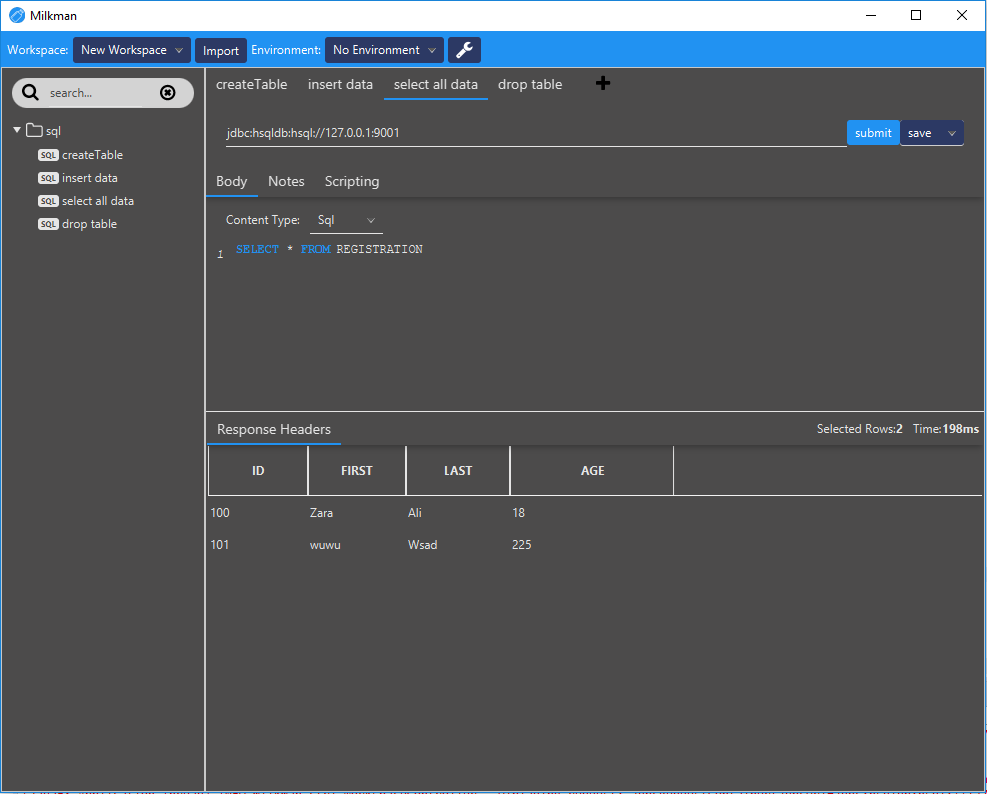 Milkman
Workspace: New Workspace Import Environment: No Environment
search...
sql
SQL createTable
SQL insert data
SQL select all data
SQL drop table
createTable insert data select all data drop table
jdbc:hsqldb:hsql://127.0.0.1:9001 submit save
Body Notes Scripting
Content Type: Sql
1 SELECT * FROM REGISTRATION
Response Headers Selected Rows:2 Time:198ms
ID FIRST LAST AGE
100 Zara Ali 18
101 wuwu Wsad 225